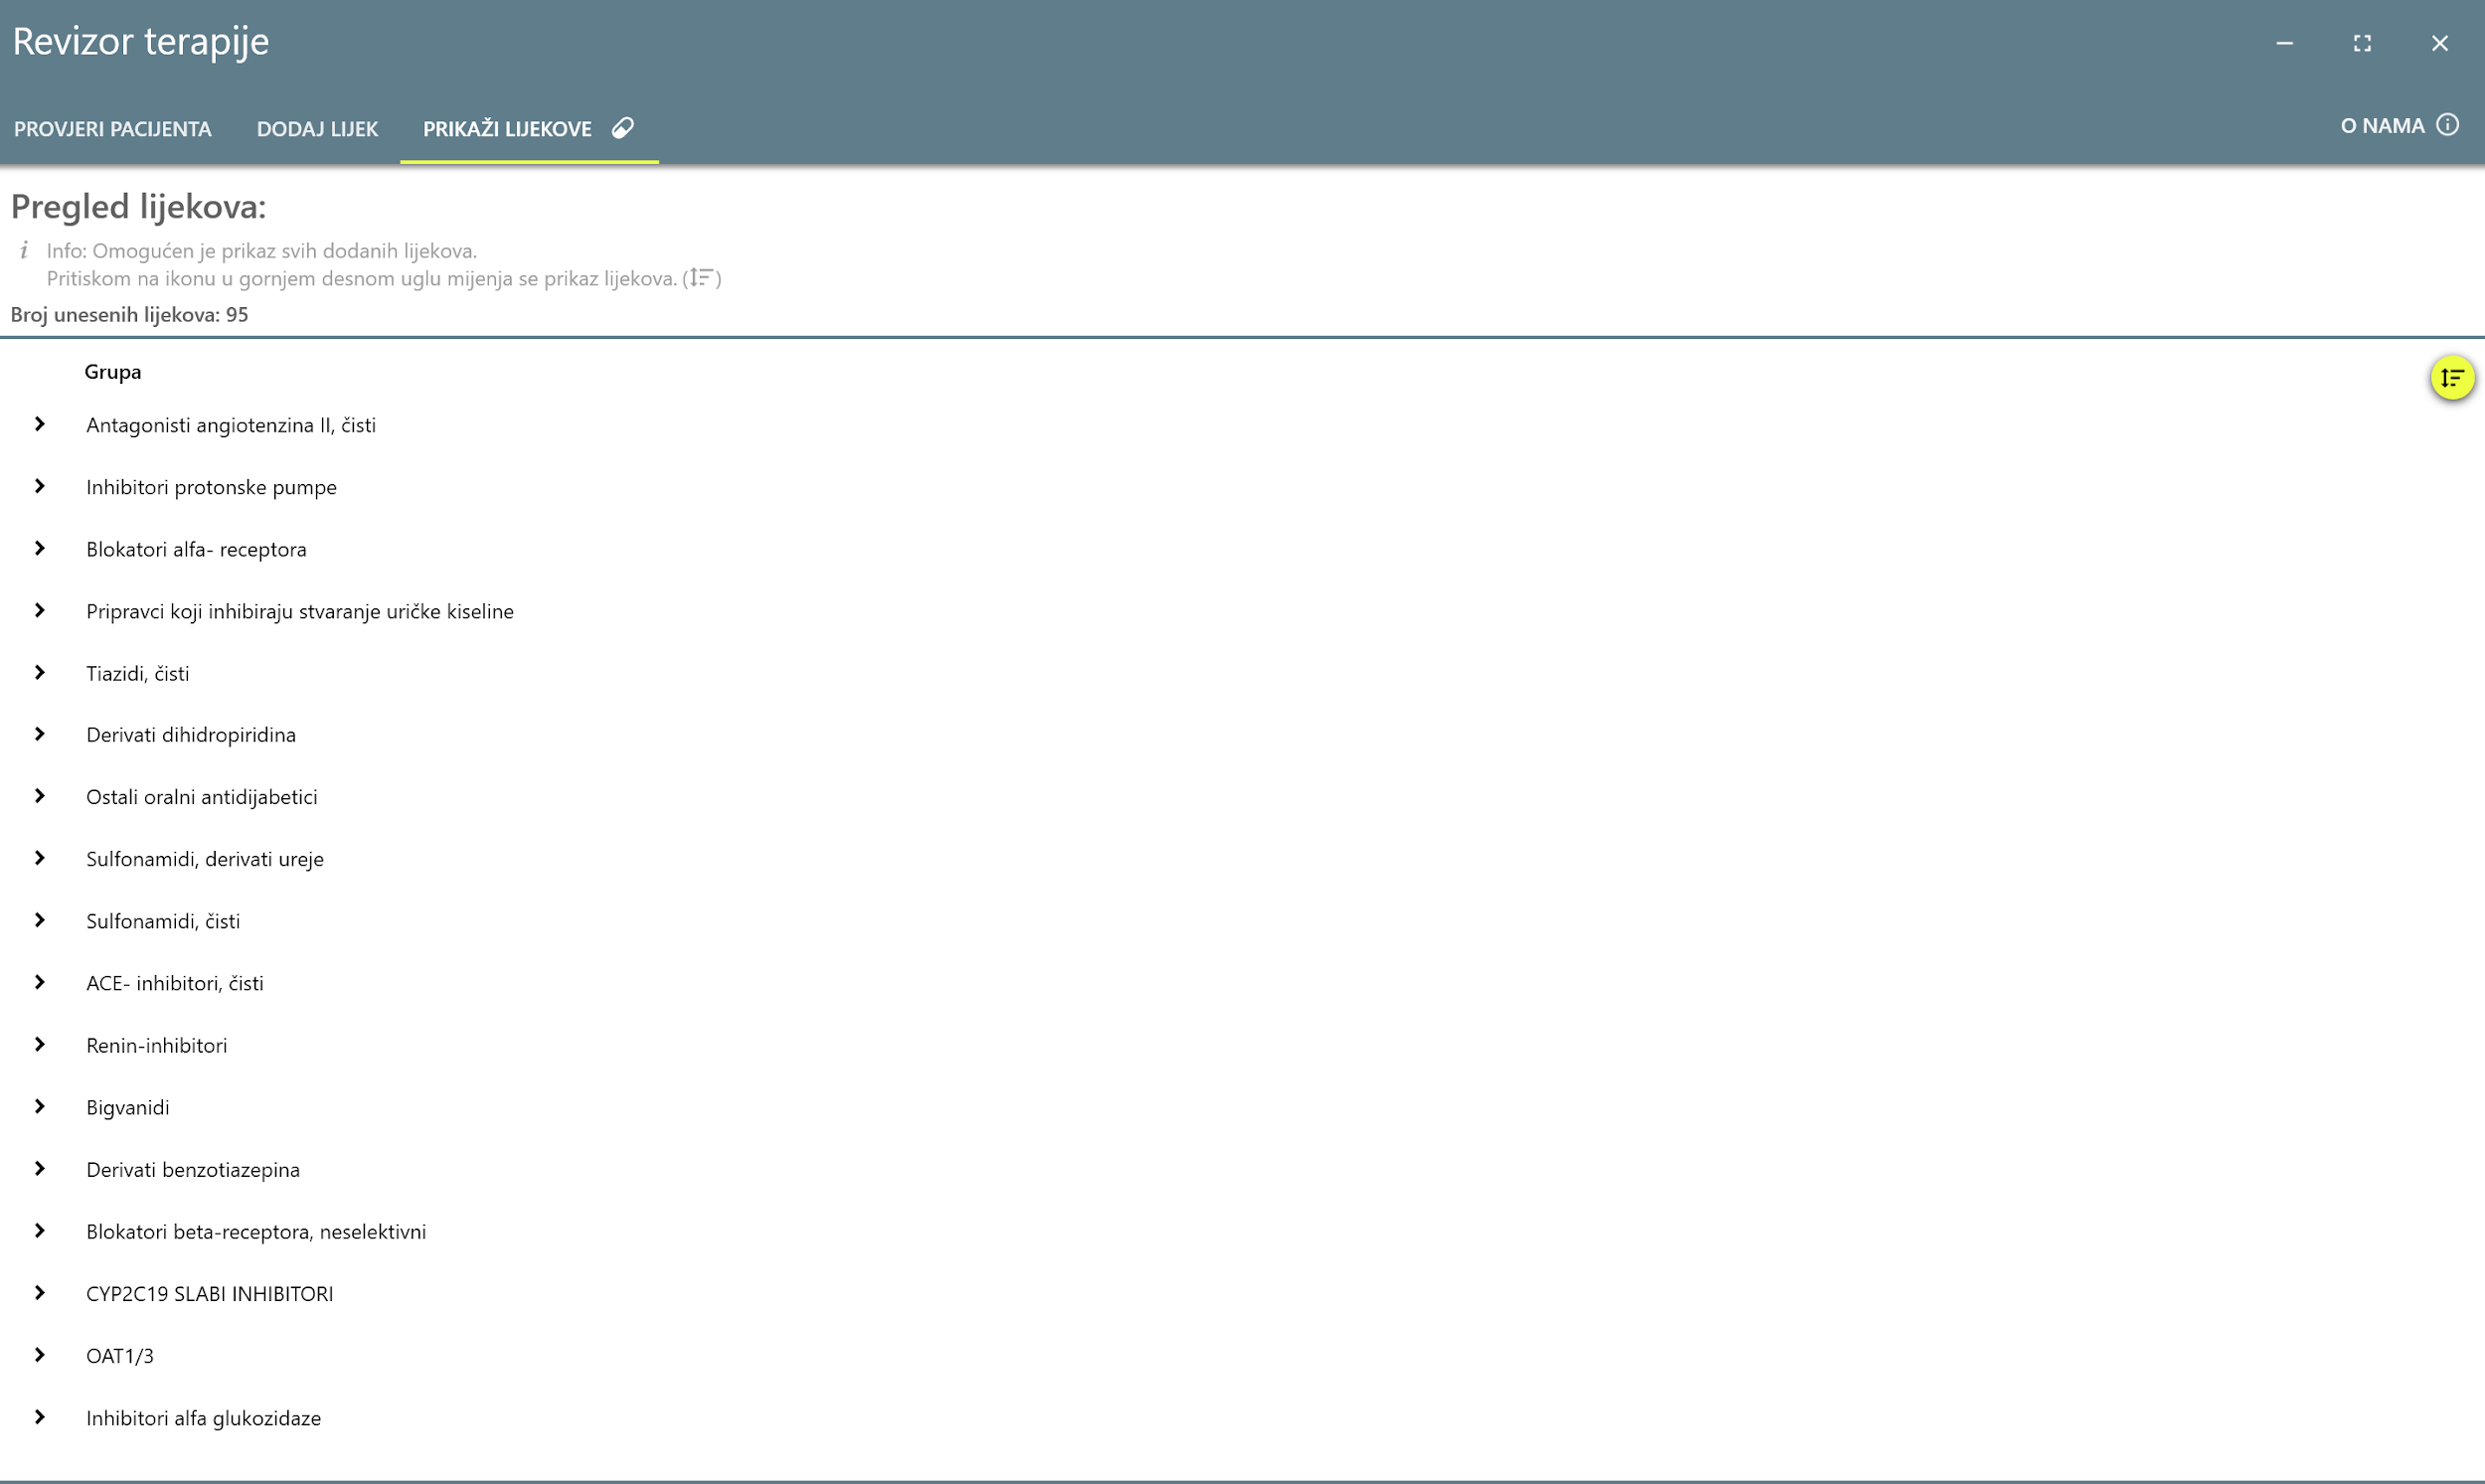 Revizor terapije
PROVJERI PACIJENTA DODAJ LIJEK PRIKAŽI LIJEKOVE O NAMA
Pregled lijekova:
i Info: Omogućen je prikaz svih dodanih lijekova.
Pritiskom na ikonu u gornjem desnom uglu mijenja se prikaz lijekova. ( )
Broj unesenih lijekova: 95
Grupa
Antagonisti angiotenzina II, čisti
Inhibitori protonske pumpe
Blokatori alfa- receptora
Pripravci koji inhibiraju stvaranje uričke kiseline
Tiazidi, čisti
Derivati dihidropiridina
Ostali oralni antidijabetici
Sulfonamidi, derivati ureje
Sulfonamidi, čisti
ACE- inhibitori, čisti
Renin-inhibitori
Bigvanidi
Derivati benzotiazepina
Blokatori beta-receptora, neselektivni
CYP2C19 SLABI INHIBITORI
OAT1/3
Inhibitori alfa glukozidaze